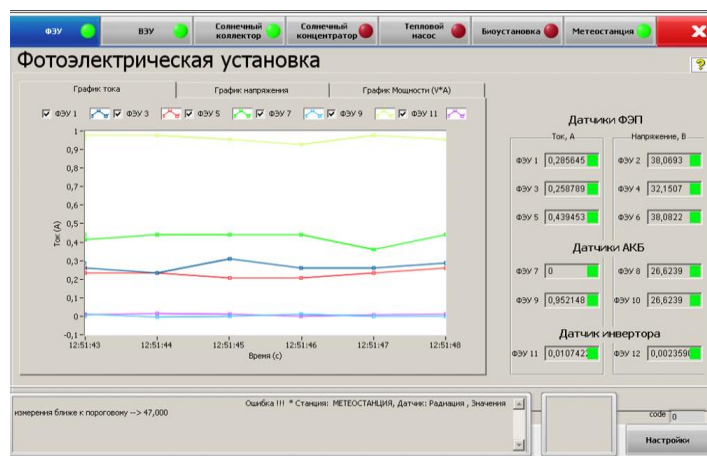 ФЭУ
ВЭУ
Солнечный коллектор
Солнечный концентратор
Тепловой насос
Биоустановка
Метеостанция
X
Фотоэлектрическая установка
?
График тока
График напряжения
График Мощности (V*A)
ФЭУ 1
ФЭУ 3
ФЭУ 5
ФЭУ 7
ФЭУ 9
ФЭУ 11
Ток (A)
1
0,9
0,8
0,7
0,6
0,5
0,4
0,3
0,2
0,1
0
-0,1
12:51:43
12:51:44
12:51:45
12:51:46
12:51:47
12:51:48
Время (с)
Датчики ФЭП
Ток, А
Напряжение, В
ФЭУ 1 0,285645
ФЭУ 2 38,0693
ФЭУ 3 0,258789
ФЭУ 4 32,1507
ФЭУ 5 0,439453
ФЭУ 6 38,0822
Датчики АКБ
ФЭУ 7 0
ФЭУ 8 26,6239
ФЭУ 9 0,952148
ФЭУ 10 26,6239
Датчик инвертора
ФЭУ 11 0,0107422
ФЭУ 12 0,002359
Ошибка !!! * Станция: МЕТЕОСТАНЦИЯ, Датчик: Радиация , Значения
измерения ближе к пороговому --> 47,000
code 0
Настройки